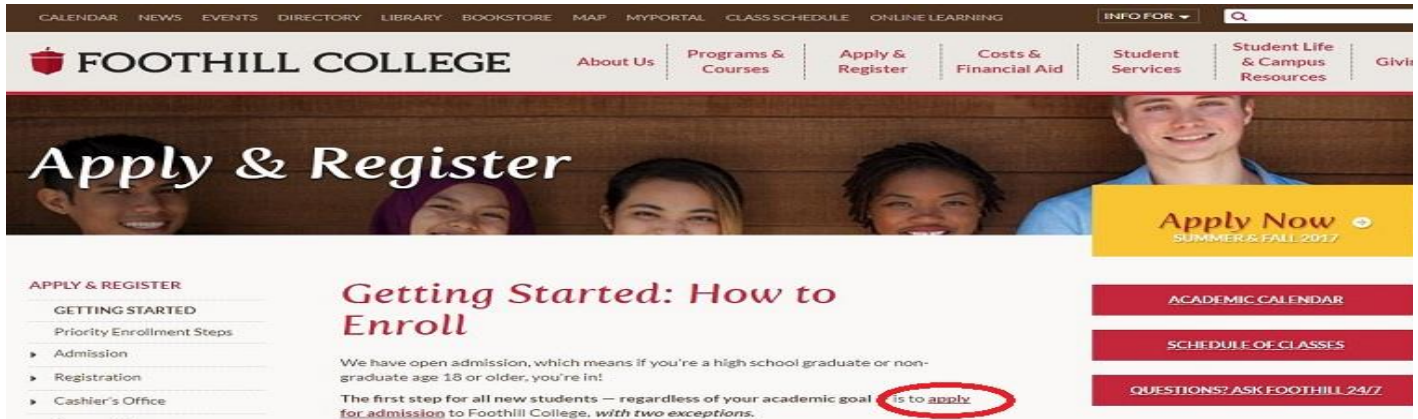 CALENDAR NEWS EVENTS DIRECTORY LIBRARY BOOKSTORE MAP MYPORTAL CLASS SCHEDULE ONLINE LEARNING INFO FOR
FOOTHILL COLLEGE
About Us
Programs &
Courses
Apply &
Register
Costs &
Financial Aid
Student
Services
Student Life
& Campus
Resources
Apply & Register
Apply Now
SUMMER & FALL 2017
APPLY & REGISTER
GETTING STARTED
Priority Enrollment Steps
Admission
Registration
Cashier's Office
Getting Started: How to
Enroll
We have open admission, which means if you're a high school graduate or non-
graduate age 18 or older, you're in!
The first step for all new students — regardless of your academic goal is to apply
for admission to Foothill College, with two exceptions.
ACADEMIC CALENDAR
SCHEDULE OF CLASSES
QUESTIONS? ASK FOOTHILL 24/7